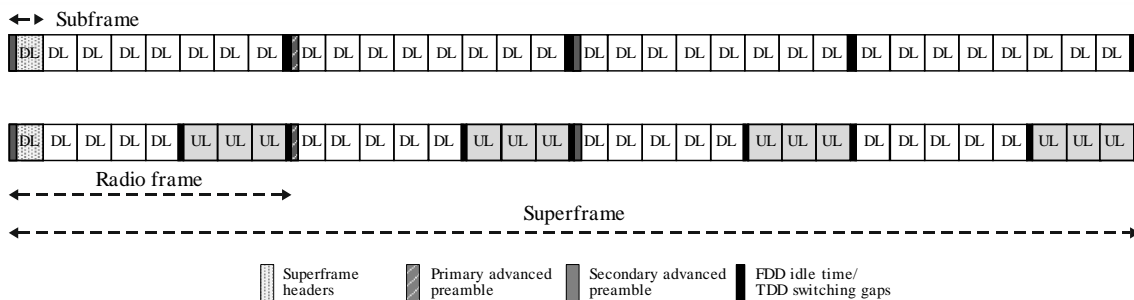 Subframe
DL DL DL DL DL DL DL DL DL DL DL DL DL DL DL DL DL DL DL DL DL DL DL DL DL DL DL DL DL DL DL DL
DL DL DL DL DL UL UL UL DL DL DL DL DL UL UL UL DL DL DL DL DL UL UL UL DL DL DL DL DL UL UL UL
Radio frame
Superframe
Superframe
headers
Primary advanced
preamble
Secondary advanced
preamble
FDD idle time/
TDD switching gaps